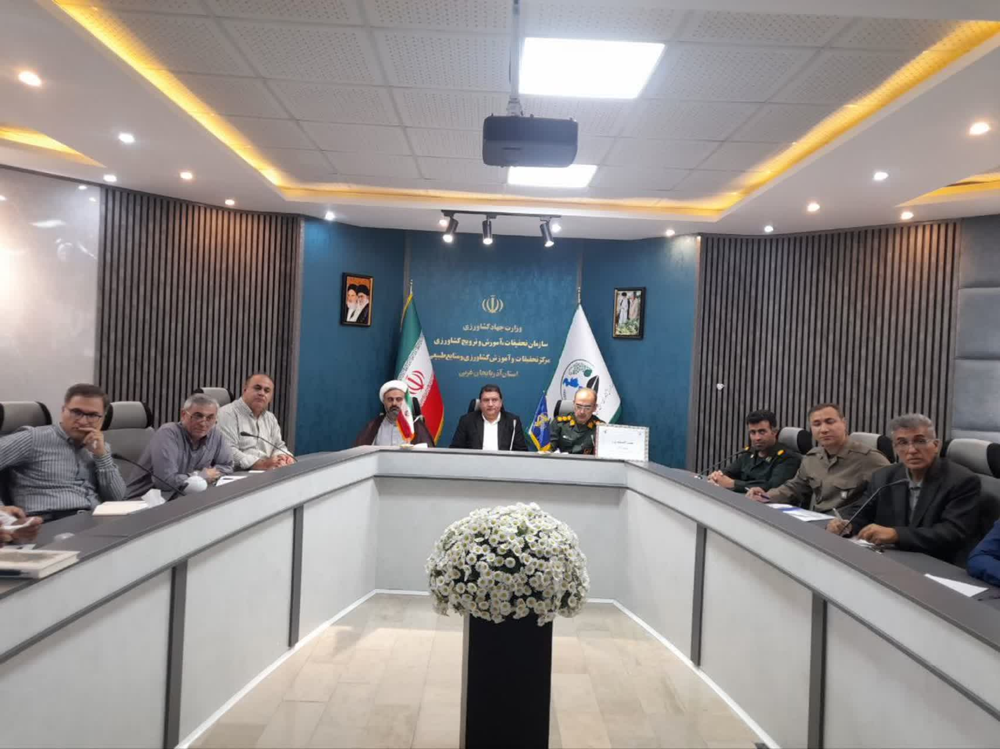 وزارت جهاد کشاورزی
سازمان تحقیقات، آموزش و ترویج کشاورزی
مرکز تحقیقات و آموزش کشاورزی و منابع طبیعی
استان آذربایجان غربی